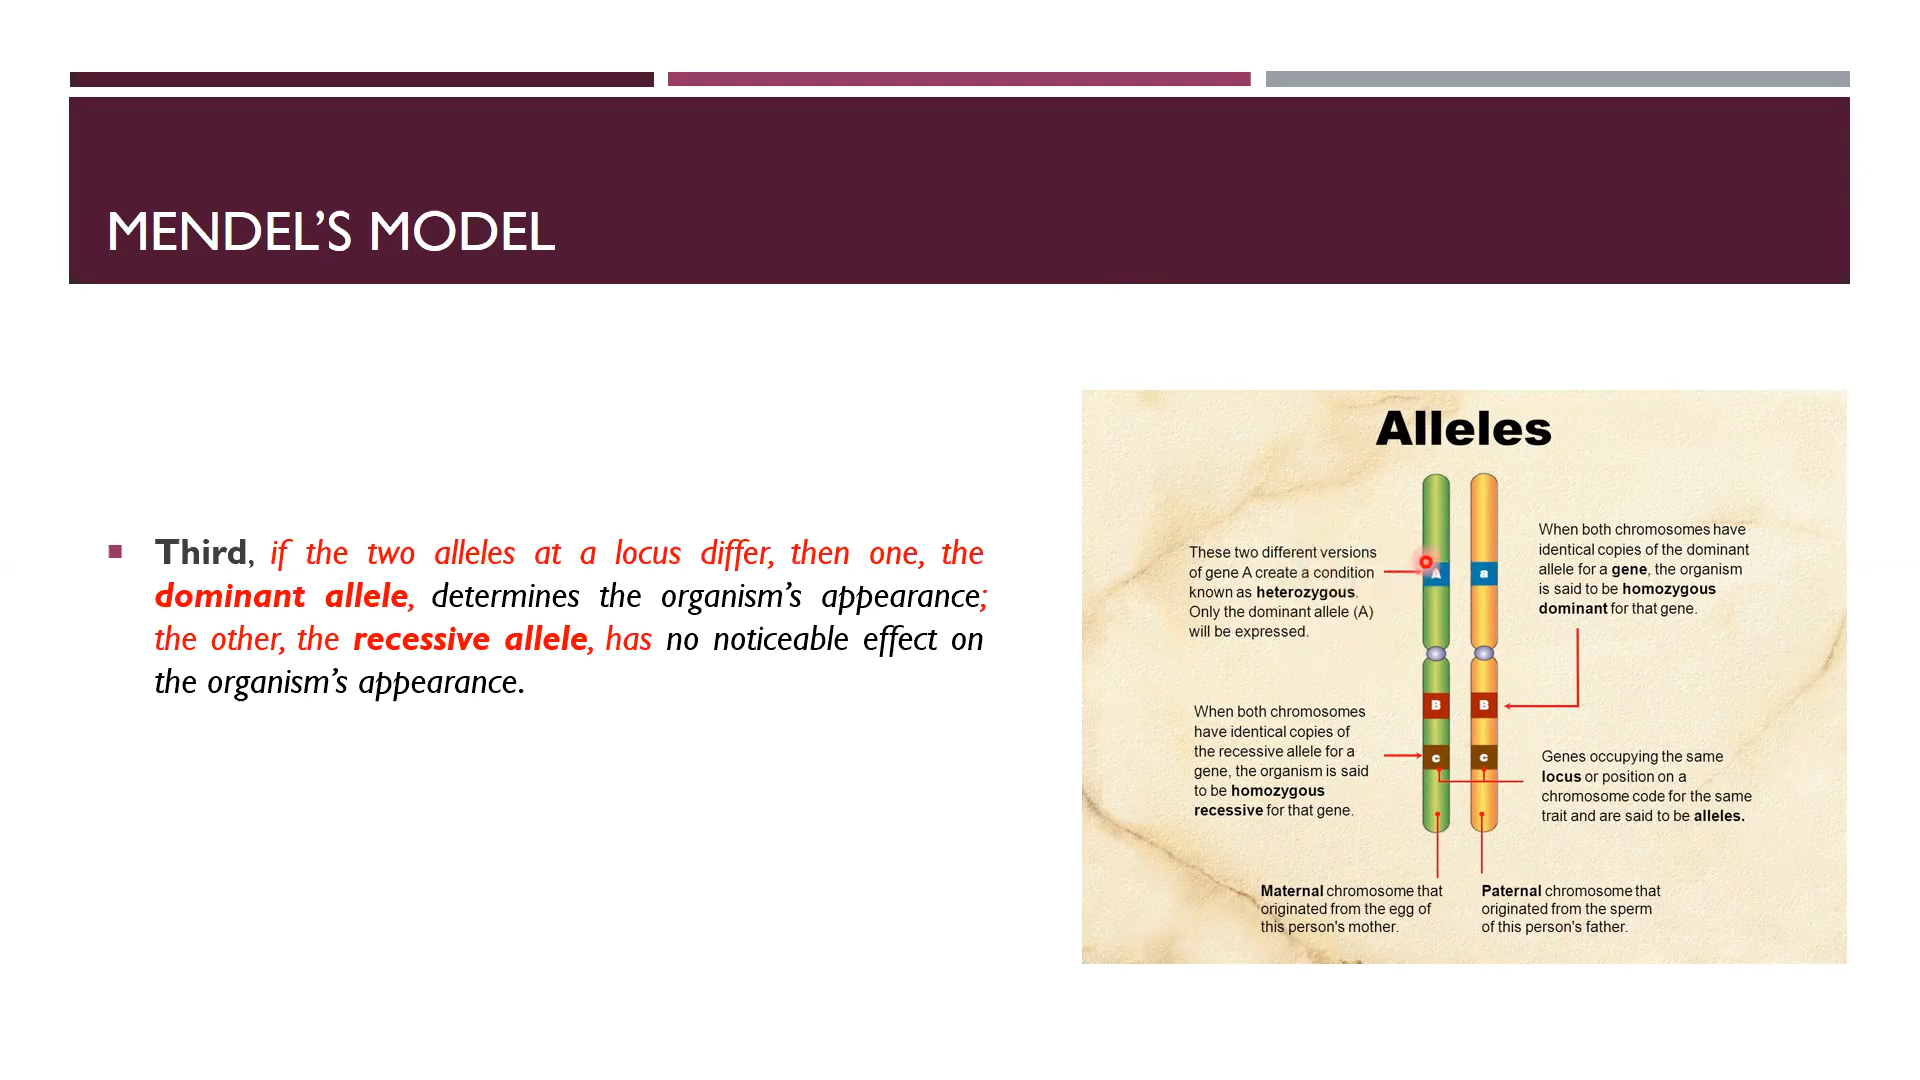 MENDEL’S MODEL
Third, if the two alleles at a locus differ, then one, the
dominant allele, determines the organism’s appearance;
the other, the recessive allele, has no noticeable effect on
the organism’s appearance.
Alleles
These two different versions
of gene A create a condition
known as heterozygous.
Only the dominant allele (A)
will be expressed.
A a
When both chromosomes have
identical copies of the dominant
allele for a gene, the organism
is said to be homozygous
dominant for that gene.
When both chromosomes
have identical copies of
the recessive allele for a
gene, the organism is said
to be homozygous
recessive for that gene.
B B
c c
Genes occupying the same
locus or position on a
chromosome code for the same
trait and are said to be alleles.
Maternal chromosome that
originated from the egg of
this person's mother.
Paternal chromosome that
originated from the sperm
of this person's father.